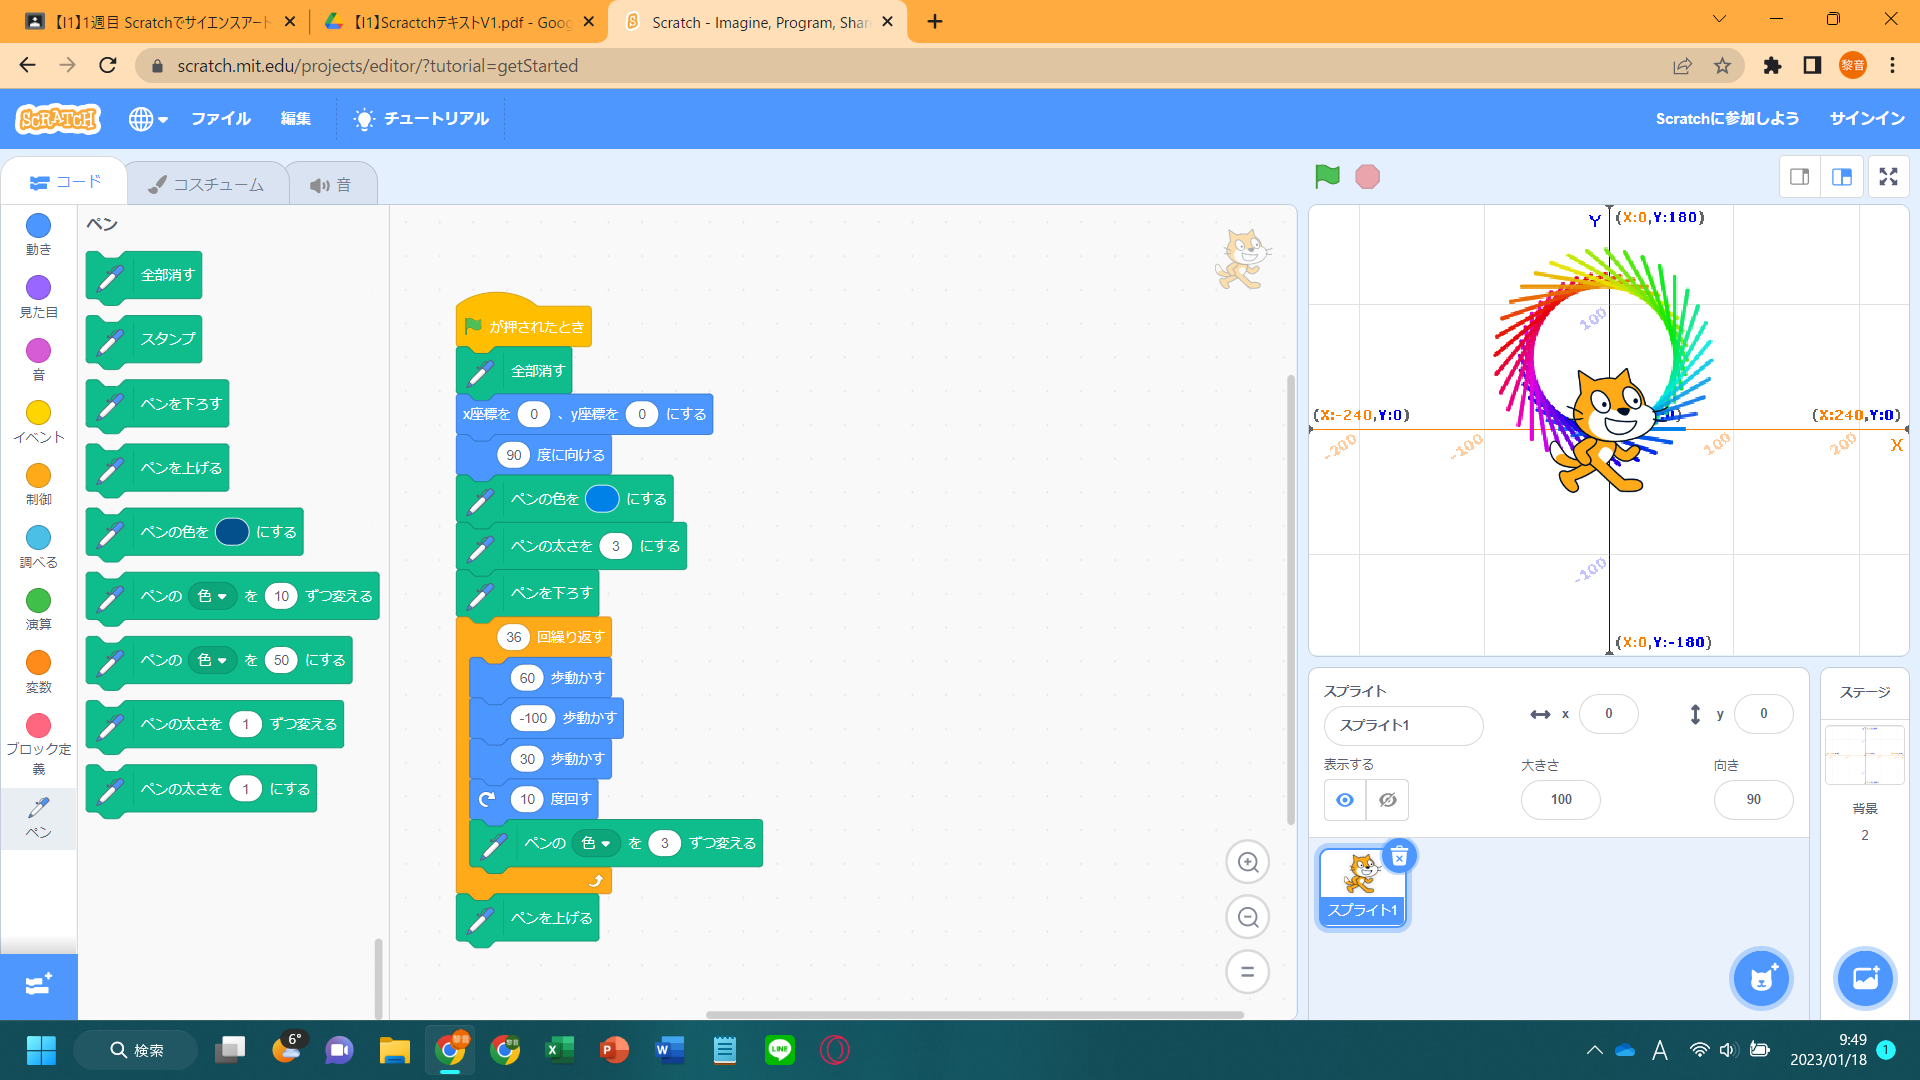 【I1】1週目 Scratchでサイエンスアート
【I1】ScractchテキストV1.pdf - Goog
Scratch - Imagine, Program, Shar
scratch.mit.edu/projects/editor/?tutorial=getStarted
黎音
SCRATCH
ファイル
編集
チュートリアル
Scratchに参加しよう
サインイン
コード
コスチューム
音
動き
見た目
音
イベント
制御
調べる
演算
変数
ブロック定義
ペン
ペン
全部消す
スタンプ
ペンを下ろす
ペンを上げる
ペンの色を にする
ペンの 色 を 10 ずつ変える
ペンの 色 を 50 にする
ペンの太さを 1 ずつ変える
ペンの太さを 1 にする
が押されたとき
全部消す
x座標を 0 、y座標を 0 にする
90 度に向ける
ペンの色を にする
ペンの太さを 3 にする
ペンを下ろす
36 回繰り返す
60 歩動かす
-100 歩動かす
30 歩動かす
10 度回す
ペンの 色 を 3 ずつ変える
ペンを上げる
Y (X:0,Y:180)
100
(X:-240,Y:0)
(X:240,Y:0)
-200
-100
100
200
X
-100
(X:0,Y:-180)
スプライト
スプライト1
x 0
y 0
表示する
大きさ
100
向き
90
スプライト1
ステージ
背景
2
検索
6°
黎音
黎音
LINE
A
9:49
2023/01/18
1